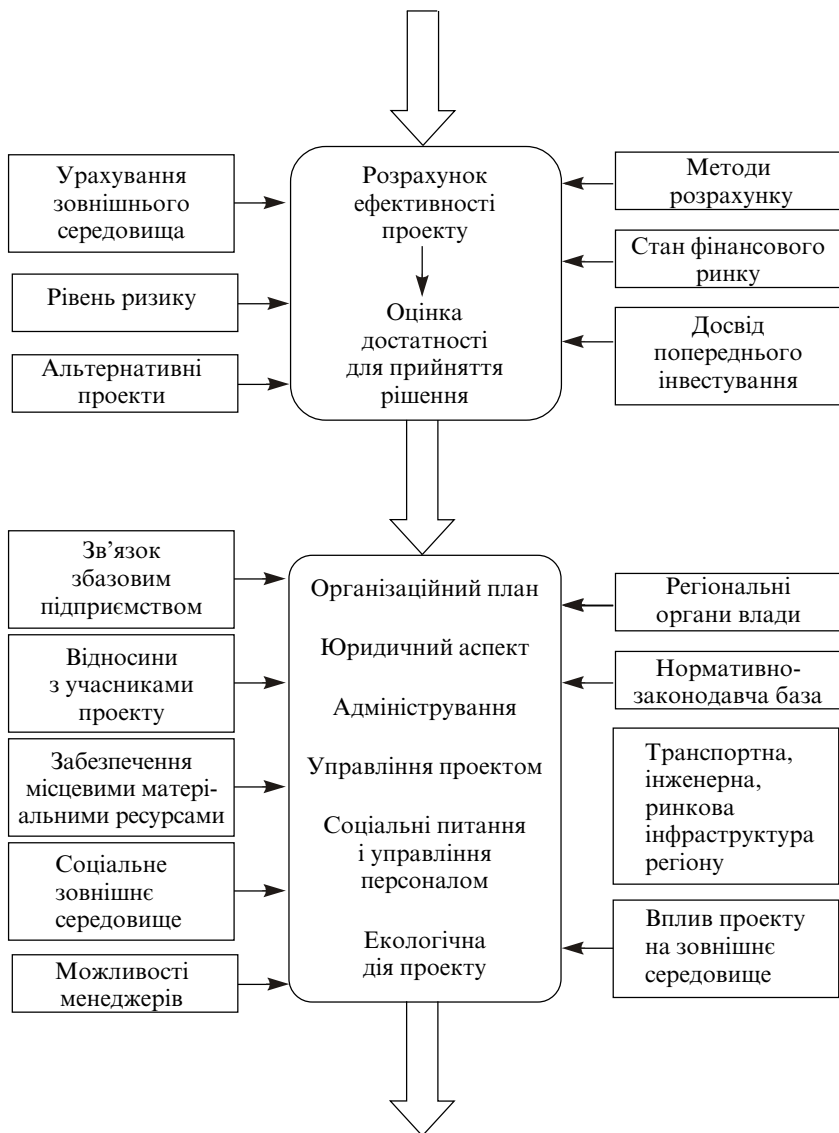 Урахування
зовнішнього
середовища
Рівень ризику
Альтернативні
проекти
Розрахунок
ефективності
проекту
Оцінка
достатності
для прийняття
рішення
Методи
розрахунку
Стан фінансового
ринку
Досвід
попереднього
інвестування
Зв’язок
збазовим
підприємством
Відносини
з учасниками
проекту
Забезпечення
місцевими матері-
альними ресурсами
Соціальне
зовнішнє
середовище
Можливості
менеджерів
Організаційний план
Юридичний аспект
Адміністрування
Управління проектом
Соціальні питання
і управління
персоналом
Екологічна
дія проекту
Регіональні
органи влади
Нормативно-
законодавча база
Транспортна,
інженерна,
ринкова
інфраструктура
регіону
Вплив проекту
на зовнішнє
середовище